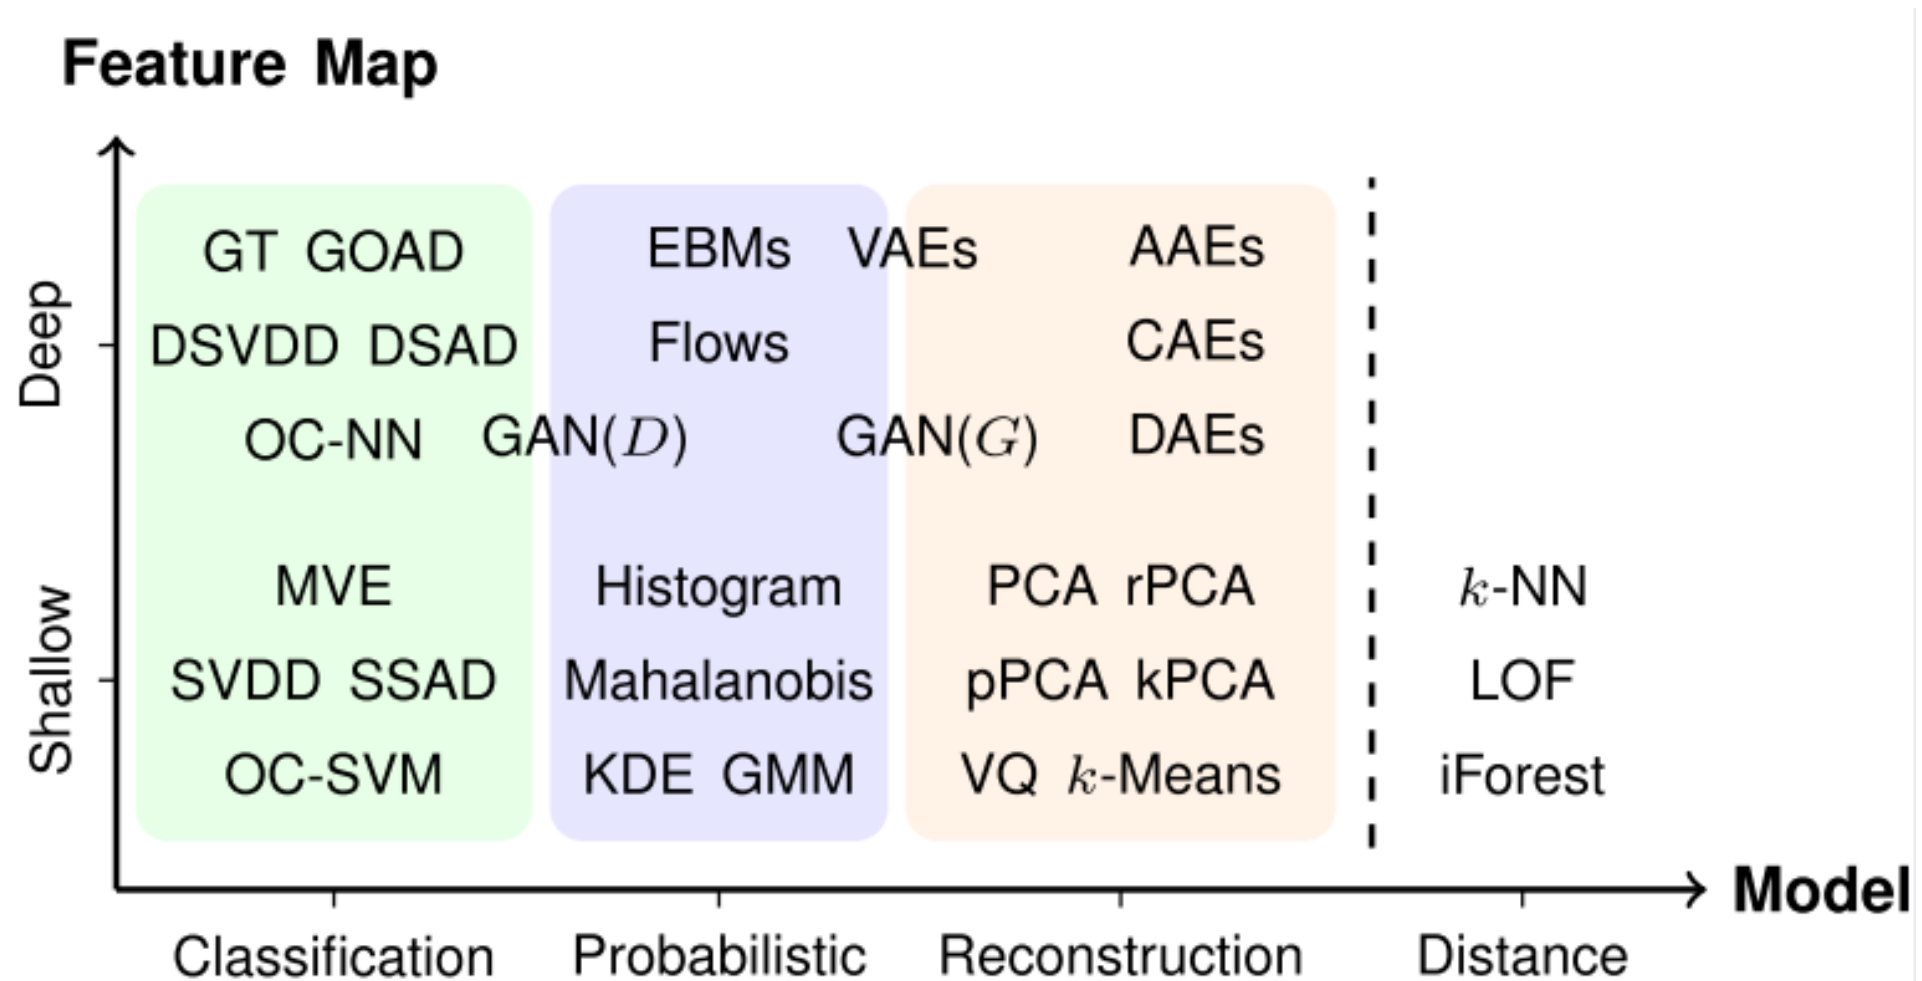 Feature Map
Deep
GT GOAD EBMs VAEs AAEs
DSVDD DSAD Flows CAEs
OC-NN GAN(D) GAN(G) DAEs
Shallow
MVE Histogram PCA rPCA k-NN
SVDD SSAD Mahalanobis pPCA kPCA LOF
OC-SVM KDE GMM VQ k-Means iForest
Model
Classification Probabilistic Reconstruction Distance